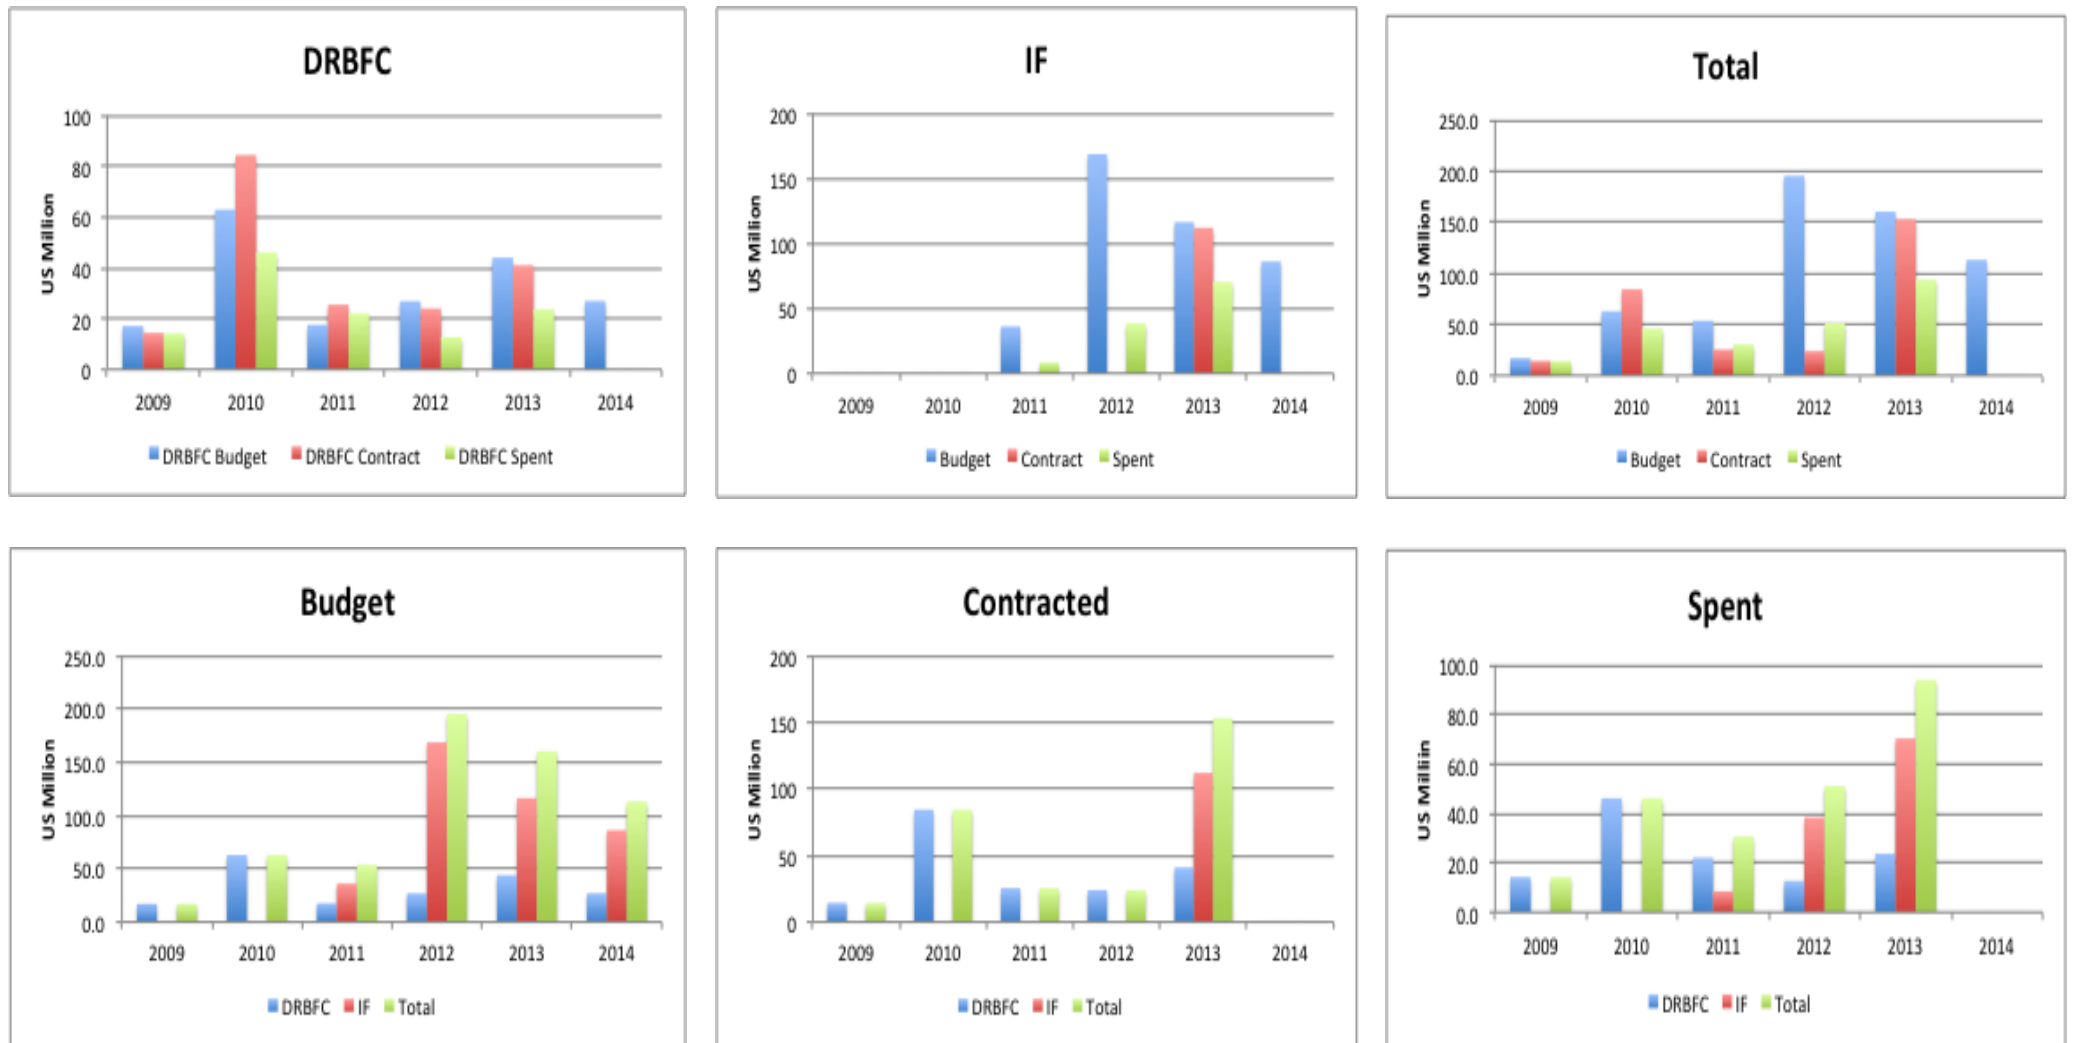 DRBFC
100
80
60
40
20
0
US Million
2009 2010 2011 2012 2013 2014
DRBFC Budget DRBFC Contract DRBFC Spent
IF
200
150
100
50
0
US Million
2009 2010 2011 2012 2013 2014
Budget Contract Spent
Total
250.0
200.0
150.0
100.0
50.0
0.0
US Million
2009 2010 2011 2012 2013 2014
Budget Contract Spent
Budget
250.0
200.0
150.0
100.0
50.0
0.0
US Million
2009 2010 2011 2012 2013 2014
DRBFC IF Total
Contracted
200
150
100
50
0
US Million
2009 2010 2011 2012 2013 2014
DRBFC IF Total
Spent
100.0
80.0
60.0
40.0
20.0
0.0
US Milliin
2009 2010 2011 2012 2013 2014
DRBFC IF Total